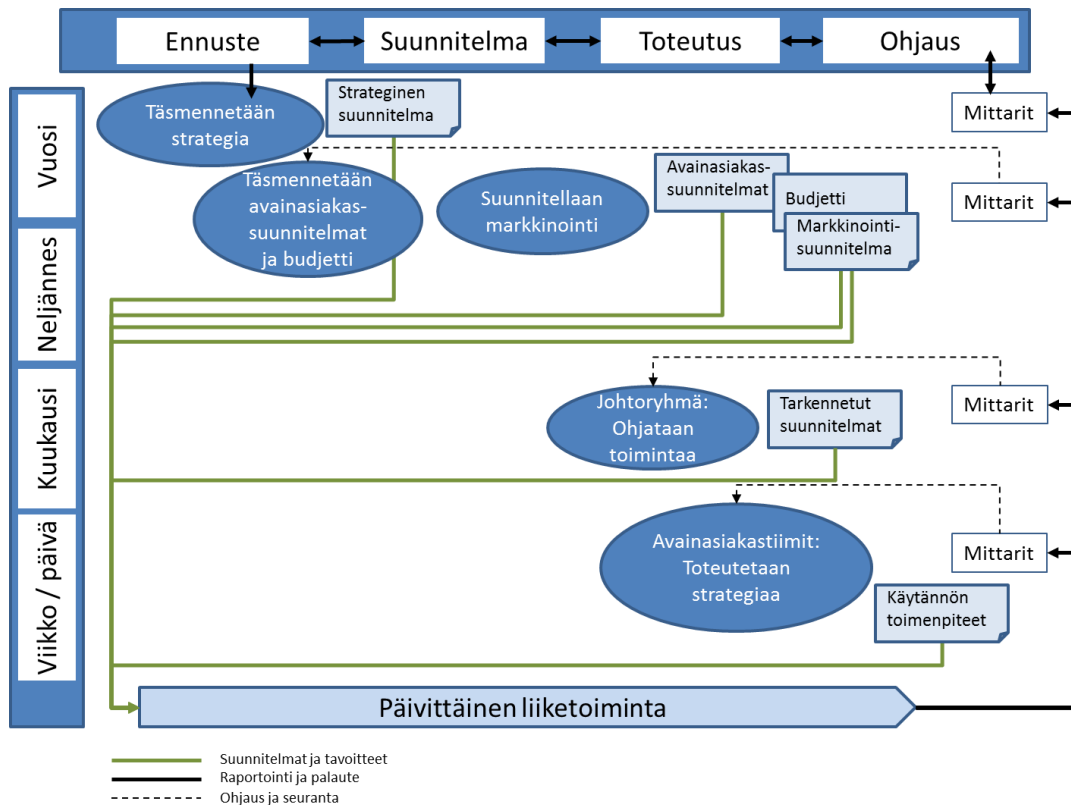 Ennuste
Suunnitelma
Toteutus
Ohjaus
Vuosi
Neljännes
Kuukausi
Viikko / päivä
Täsmennetään
strategia
Strateginen
suunnitelma
Mittarit
Täsmennetään
avainasiakas-
suunnitelmat
ja budjetti
Suunnitellaan
markkinointi
Avainasiakas-
suunnitelmat
Budjetti
Markkinointi-
suunnitelma
Mittarit
Johtoryhmä:
Ohjataan
toimintaa
Tarkennetut
suunnitelmat
Mittarit
Avainasiakastiimit:
Toteutetaan
strategiaa
Mittarit
Käytännön
toimenpiteet
Päivittäinen liiketoiminta
Suunnitelmat ja tavoitteet
Raportointi ja palaute
Ohjaus ja seuranta